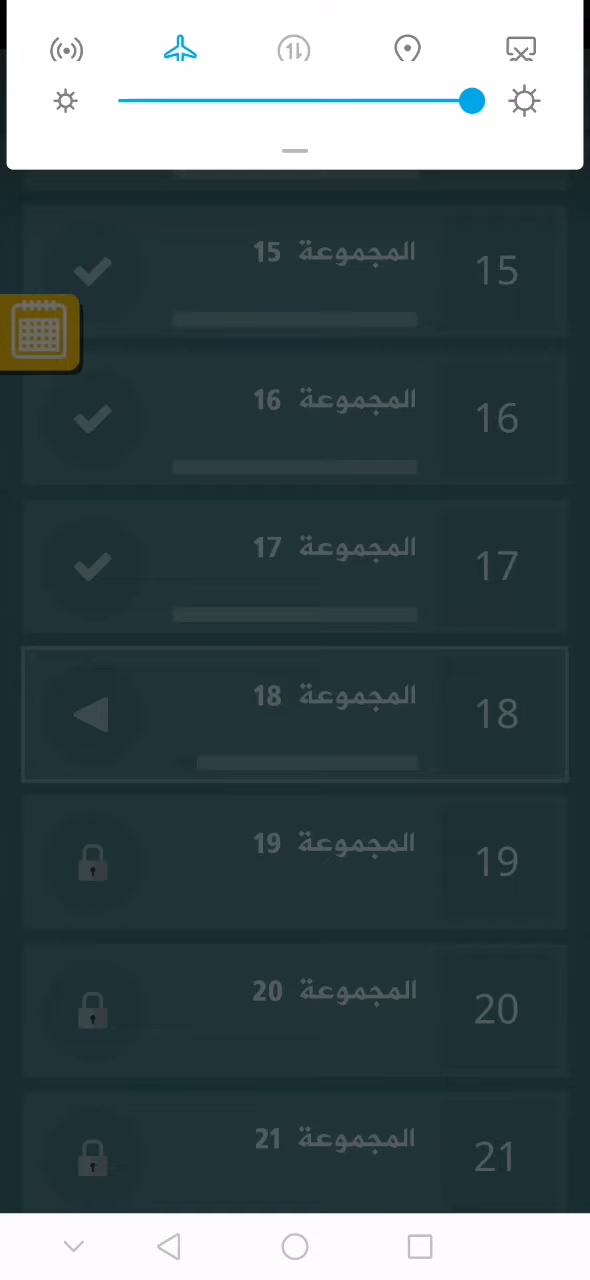 المجموعة 15
15
المجموعة 16
16
المجموعة 17
17
المجموعة 18
18
المجموعة 19
19
المجموعة 20
20
المجموعة 21
21